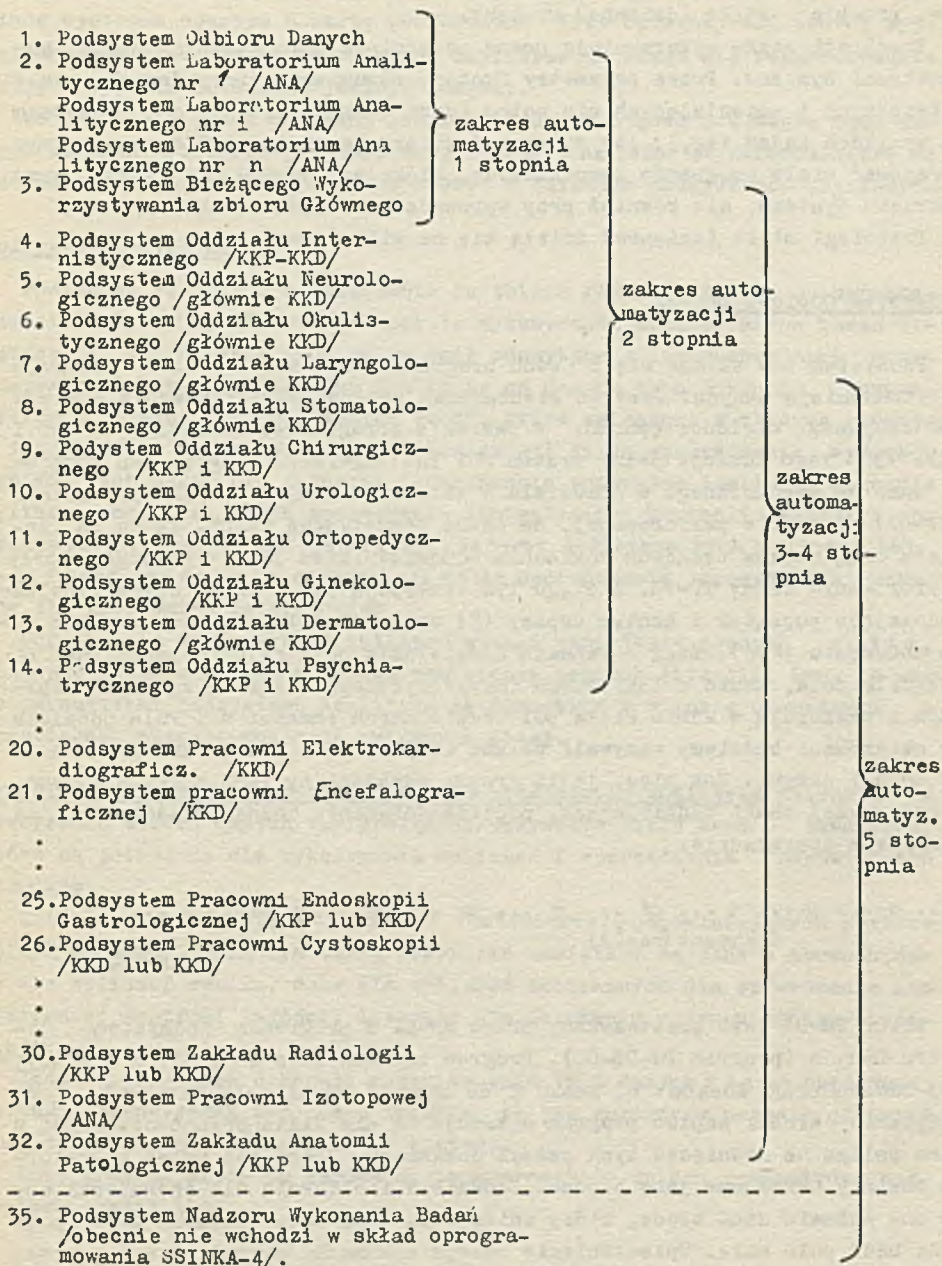 1. Podsystem Odbioru Danych
2. Podsystem Laboratorium Anali-
tycznego nr 1 /ANA/
Podsystem Laboratorium Ana-
litycznego nr i /ANA/
Podsystem Laboratorium Ana
litycznego nr n /ANA/
3. Podsystem Bieżącego Wyko-
rzystywania zbioru Głównego
zakres auto-
matyzacji
1 stopnia
4. Podsystem Oddziału Inter-
nistycznego /KKP-KKD/
5. Podsystem Oddziału Neurolo-
gicznego /głównie KKD/
6. Podsystem Oddziału Okulis-
tycznego /głównie KKD/
7. Podsystem Oddziału Laryngolo-
gicznego /głównie KKD/
8. Podsystem Oddziału Stomatolo-
gicznego /głównie KKD/
9. Podystem Oddziału Chirurgicz-
nego /KKP i KKD/
10. Podsystem Oddziału Urologicz-
nego /KKP i KKD/
11. Podsystem Oddziału Ortopedycz-
nego /KKP i KKD/
12. Podsystem Oddziału Ginekolo-
gicznego /KKP i KKD/
13. Podsystem Oddziału Dermatolo-
gicznego /głównie KKD/
14. Podsystem Oddziału Psychia-
trycznego /KKP i KKD/
zakres auto-
matyzacji
2 stopnia
20. Podsystem Pracowni Elektrokar-
diograficz. /KKD/
21. Podsystem pracowni Encefalogra-
ficznej /KKD/
25. Podsystem Pracowni Endoskopii
Gastrologicznej /KKP lub KKD/
26. Podsystem Pracowni Cystoskopii
/KKD lub KKD/
30. Podsystem Zakładu Radiologii
/KKP lub KKD/
31. Podsystem Pracowni Izotopowej
/ANA/
32. Podsystem Zakładu Anatomii
Patologicznej /KKP lub KKD/
zakres
automa-
tyzacji
3-4 sto-
pnia
35. Podsystem Nadzoru Wykonania Badań
/obecnie nie wchodzi w skład oprogra-
mowania SSINKA-4/.
zakres
auto-
matyz.
5 sto-
pnia